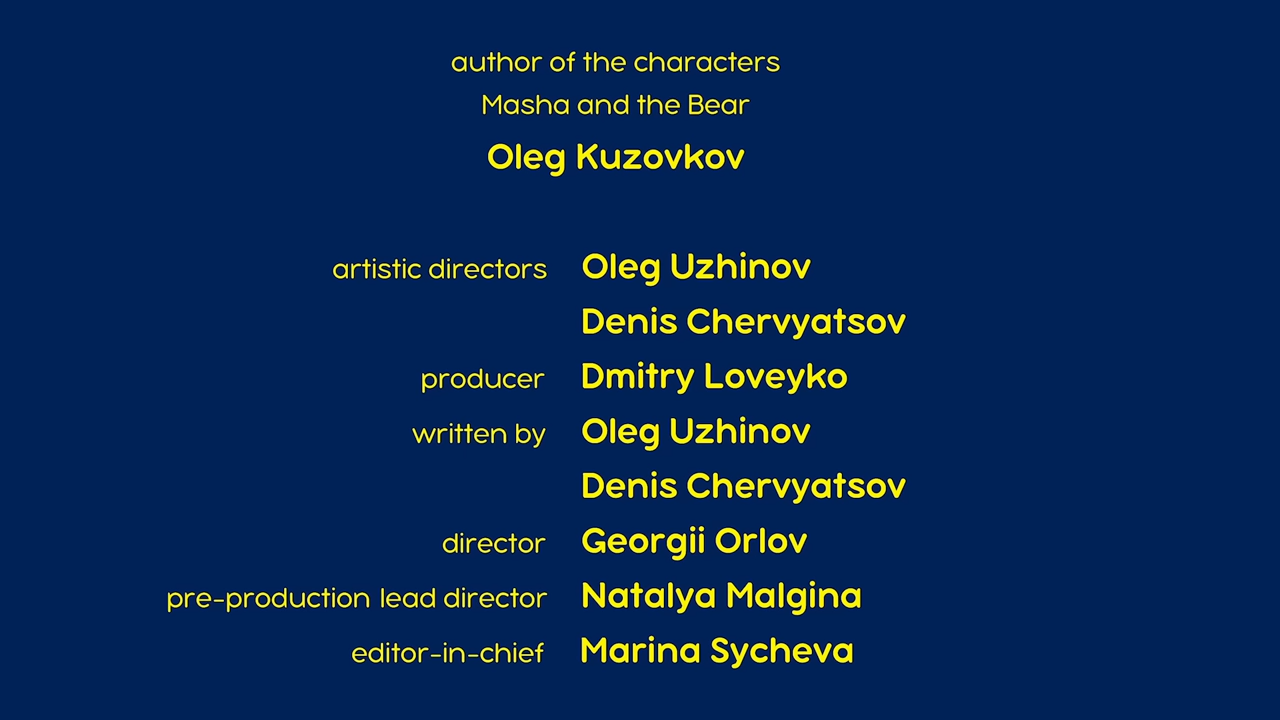 author of the characters
Masha and the Bear
Oleg Kuzovkov
artistic directors Oleg Uzhinov
Denis Chervyatsov
producer Dmitry Loveyko
written by Oleg Uzhinov
Denis Chervyatsov
director Georgii Orlov
pre-production lead director Natalya Malgina
editor-in-chief Marina Sycheva